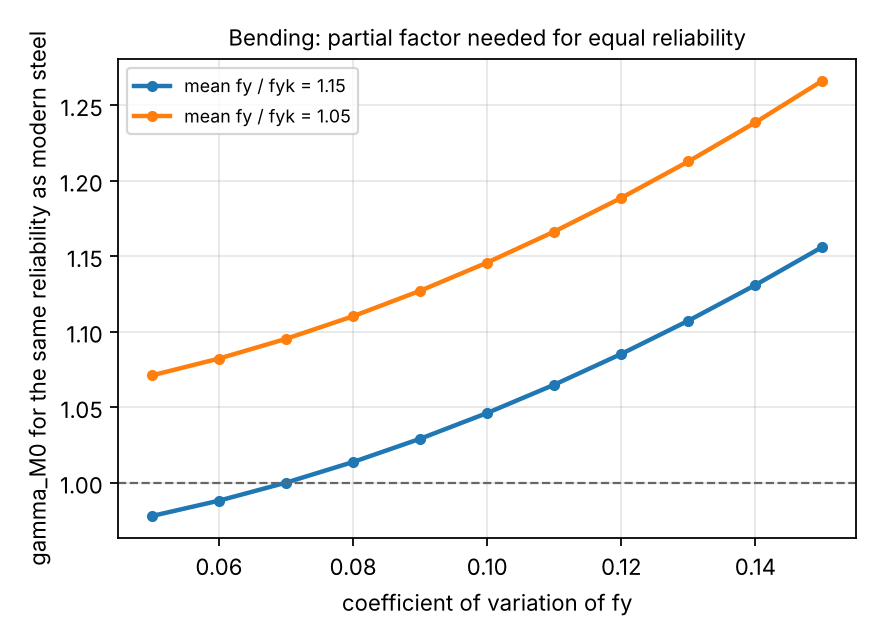 Bending: partial factor needed for equal reliability
gamma_M0 for the same reliability as modern steel
mean fy / fyk = 1.15
mean fy / fyk = 1.05
1.25
1.20
1.15
1.10
1.05
1.00
0.06 0.08 0.10 0.12 0.14
coefficient of variation of fy